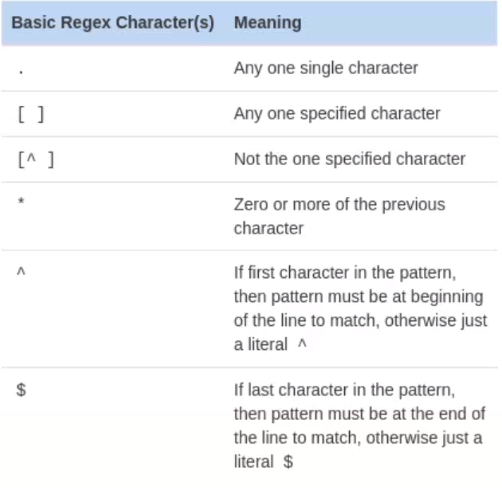 Basic Regex Character(s) Meaning
. Any one single character
[ ] Any one specified character
[^ ] Not the one specified character
* Zero or more of the previous
character
^ If first character in the pattern,
then pattern must be at beginning
of the line to match, otherwise just
a literal ^
$ If last character in the pattern,
then pattern must be at the end of
the line to match, otherwise just a
literal $